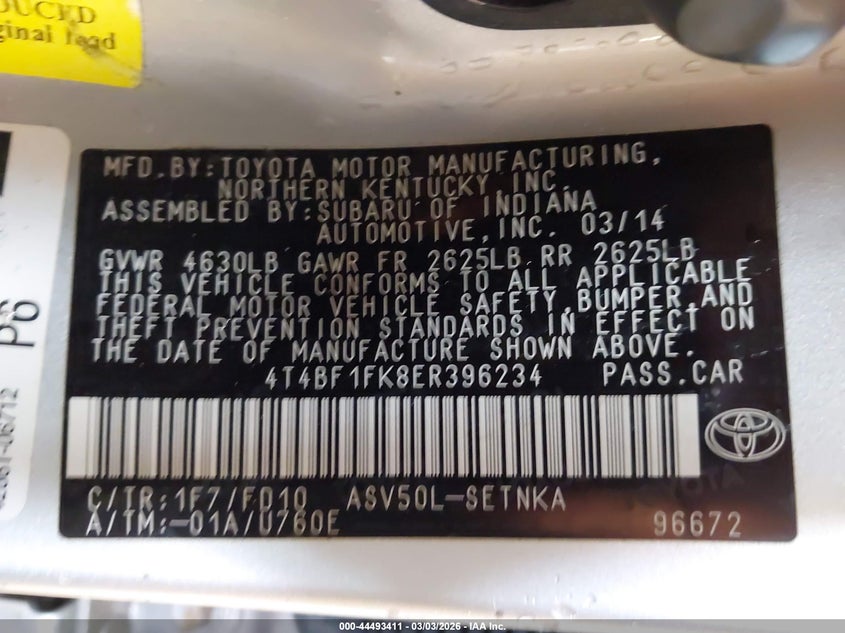 DUCED
ginal load
MFD.BY:TOYOTA MOTOR MANUFACTURING,
NORTHERN KENTUCKY,INC.
ASSEMBLED BY:SUBARU OF INDIANA
AUTOMOTIVE,INC. 03/14
GVWR 4630LB GAWR FR 2625LB RR 2625LB
THIS VEHICLE CONFORMS TO ALL APPLICABLE
FEDERAL MOTOR VEHICLE SAFETY,BUMPER,AND
THEFT PREVENTION STANDARDS IN EFFECT ON
THE DATE OF MANUFACTURE SHOWN ABOVE.
4T4BF1FK8ER396234 PASS.CAR
C/TR:1F7/FD10 ASV50L-SETNKA
A/TM:-01A/U760E 96672
000-44493411 - 03/03/2026 - IAA Inc.